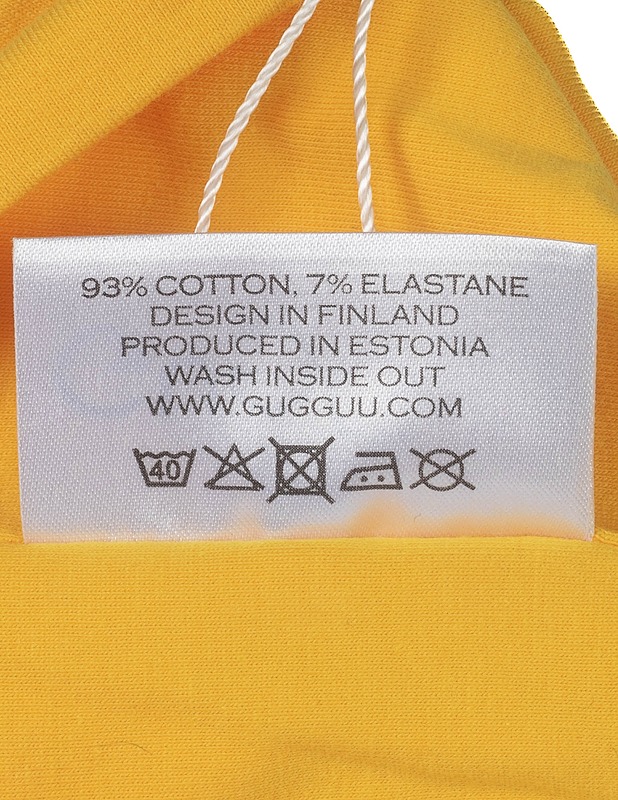 93% COTTON, 7% ELASTANE
DESIGN IN FINLAND
PRODUCED IN ESTONIA
WASH INSIDE OUT
WWW.GUGGUU.COM
40